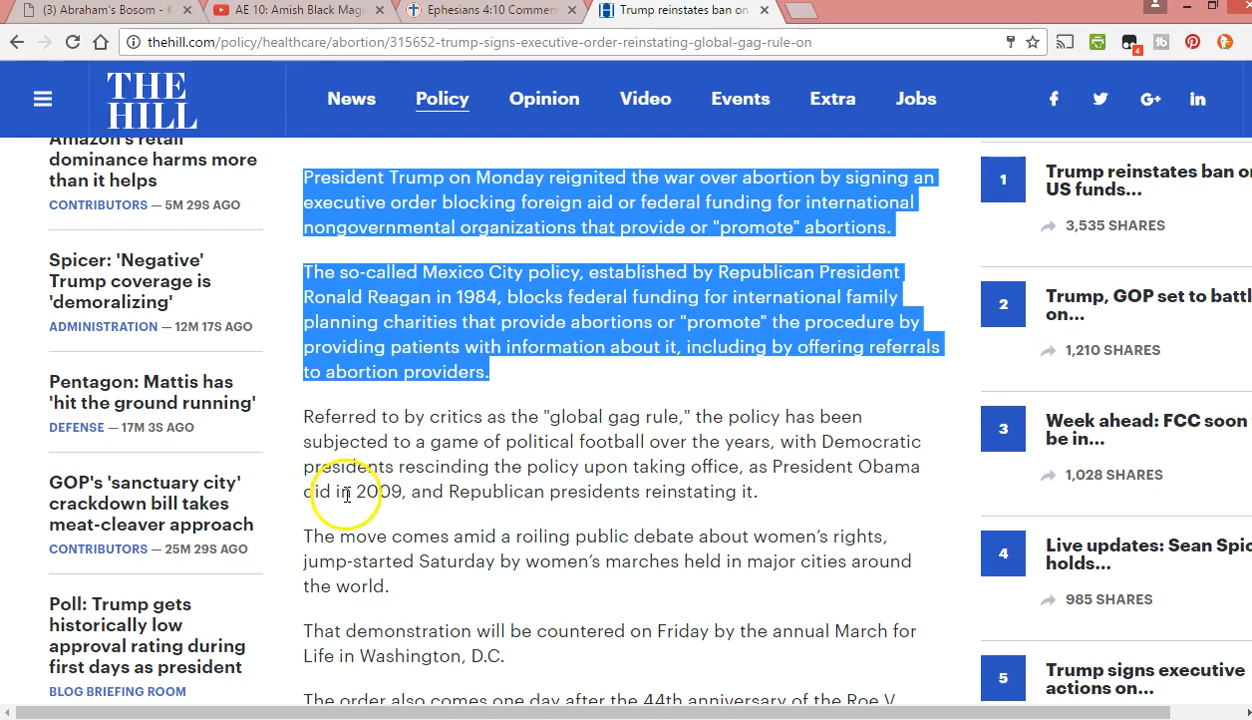 (3) Abraham's Bosom - K
AE 10: Amish Black Mag
Ephesians 4:10 Commen
Trump reinstates ban on
thehill.com/policy/healthcare/abortion/315652-trump-signs-executive-order-reinstating-global-gag-rule-on
4
THE
HILL
News
Policy
Opinion
Video
Events
Extra
Jobs
Amazon's retail
dominance harms more
than it helps
CONTRIBUTORS — 5M 29S AGO
Spicer: 'Negative'
Trump coverage is
'demoralizing'
ADMINISTRATION — 12M 17S AGO
Pentagon: Mattis has
'hit the ground running'
DEFENSE — 17M 3S AGO
GOP's 'sanctuary city'
crackdown bill takes
meat-cleaver approach
CONTRIBUTORS — 25M 29S AGO
Poll: Trump gets
historically low
approval rating during
first days as president
BLOG BRIEFING ROOM
President Trump on Monday reignited the war over abortion by signing an
executive order blocking foreign aid or federal funding for international
nongovernmental organizations that provide or "promote" abortions.
The so-called Mexico City policy, established by Republican President
Ronald Reagan in 1984, blocks federal funding for international family
planning charities that provide abortions or "promote" the procedure by
providing patients with information about it, including by offering referrals
to abortion providers.
Referred to by critics as the "global gag rule," the policy has been
subjected to a game of political football over the years, with Democratic
presidents rescinding the policy upon taking office, as President Obama
did in 2009, and Republican presidents reinstating it.
The move comes amid a roiling public debate about women's rights,
jump-started Saturday by women's marches held in major cities around
the world.
That demonstration will be countered on Friday by the annual March for
Life in Washington, D.C.
The order also comes one day after the 44th anniversary of the Roe V.
1
Trump reinstates ban on
US funds...
3,535 SHARES
2
Trump, GOP set to battl
on...
1,210 SHARES
3
Week ahead: FCC soon
be in...
1,028 SHARES
4
Live updates: Sean Spic
holds...
985 SHARES
5
Trump signs executive
actions on...